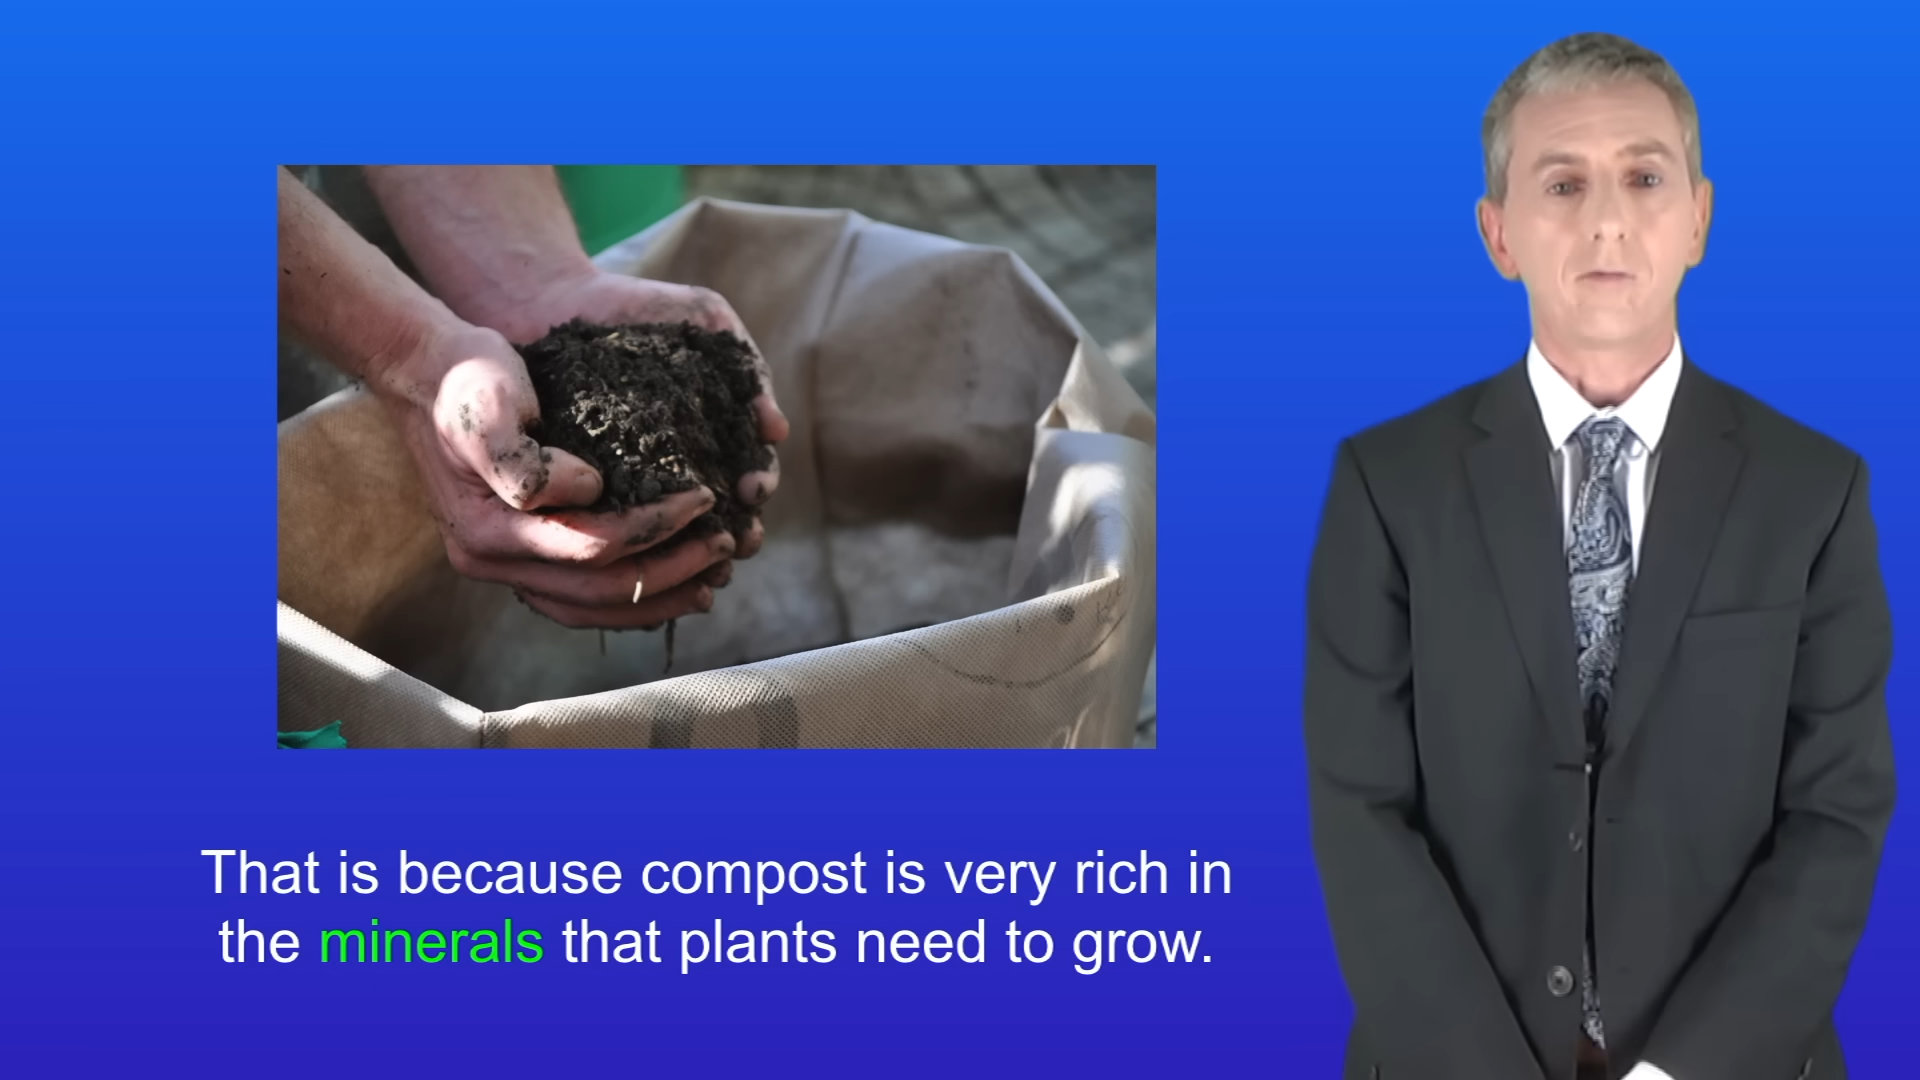 That is because compost is very rich in
the minerals that plants need to grow.